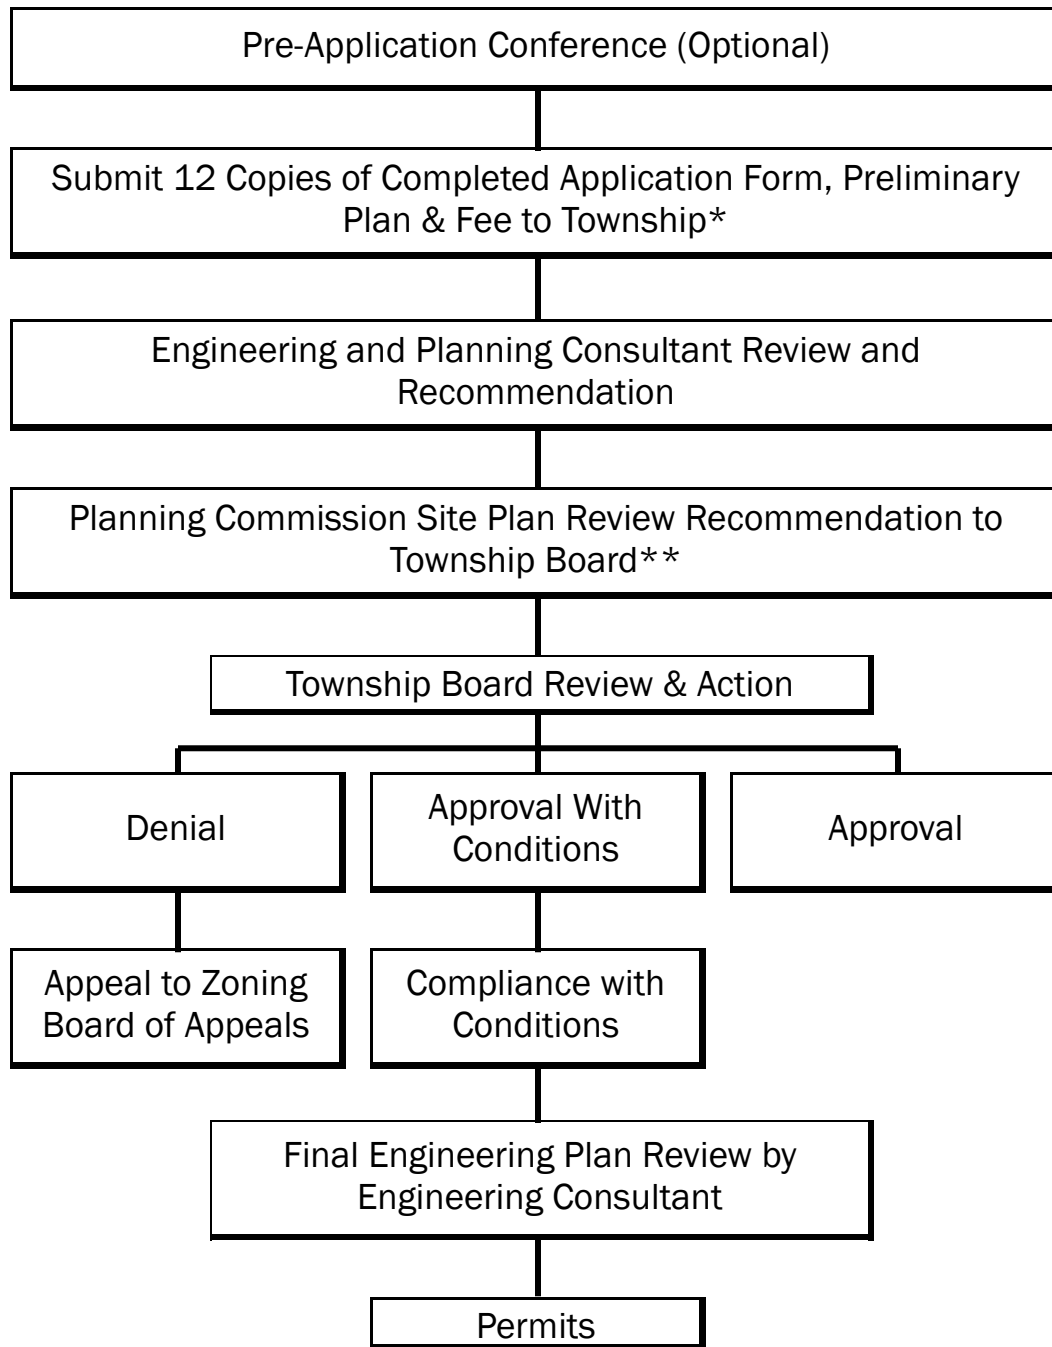 Pre-Application Conference (Optional)
Submit 12 Copies of Completed Application Form, Preliminary
Plan & Fee to Township*
Engineering and Planning Consultant Review and
Recommendation
Planning Commission Site Plan Review Recommendation to
Township Board**
Township Board Review & Action
Denial
Approval With
Conditions
Approval
Appeal to Zoning
Board of Appeals
Compliance with
Conditions
Final Engineering Plan Review by
Engineering Consultant
Permits